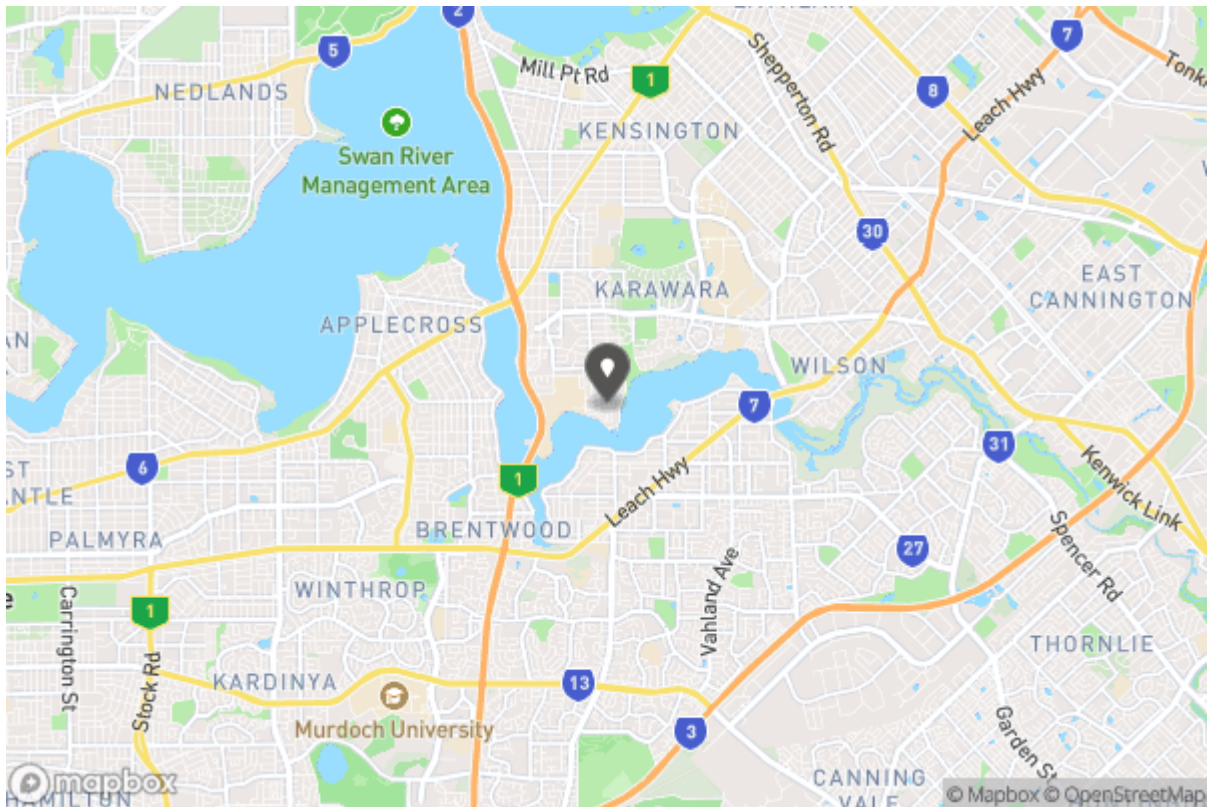 2
5
7
Mill Pt Rd
1
NEDLANDS
KENSINGTON
Shepperton Rd
8
Leach Hwy
Swan River
Management Area
30
KARAWARA
EAST
CANNINGTON
APPLECROSS
WILSON
7
6
1
31
Leach Hwy
Kenwick Link
BRENTWOOD
PALMYRA
27
Spencer Rd
WINTHROP
Carrington St
1
Vahland Ave
THORNLIE
Stock Rd
KARDINYA
13
Murdoch University
3
Garden St
CANNING
VALE
mapbox
HAMILTON
© Mapbox © OpenStreetMap